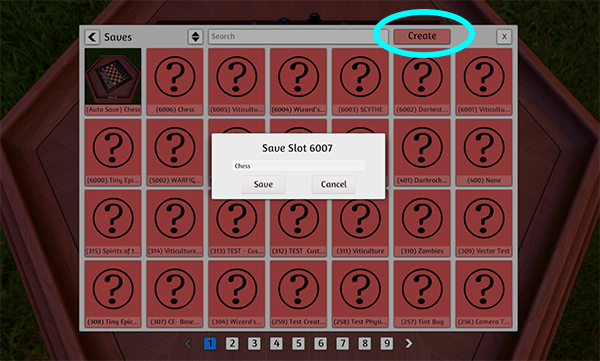 Saves
Search
Create
X
(Auto Save) Chess
(6006) Chess
(6005) Viticultu...
(6004) Wizard's...
(6003) SCYTHE
(6002) Darkest...
(6001) Viticultu...
Save Slot 6007
Chess
Save
Cancel
(6000) Tiny Epi...
(5002) WARFIG...
(401) Darkrock...
(400) None
(315) Spirits of t...
(314) Viticulture...
(313) TEST - Cus...
(312) TEST Cust...
(311) Viticulture
(310) Zombies
(309) Vector Test
(308) Tiny Epic...
(307) CE- Base...
(304) Wizard's...
(259) Test Creat...
(258) Test Physi...
(257) Tint Bug
(256) Camera T...
1 2 3 4 5 6 7 8 9